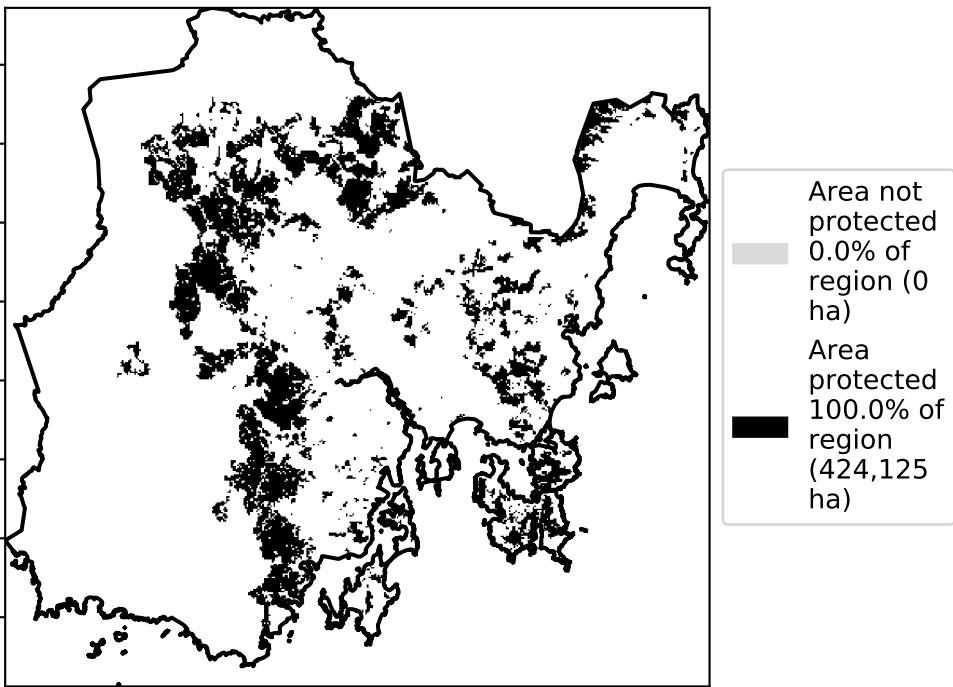 Area not
protected
0.0% of
region (0
ha)
Area
protected
100.0% of
region
(424,125
ha)